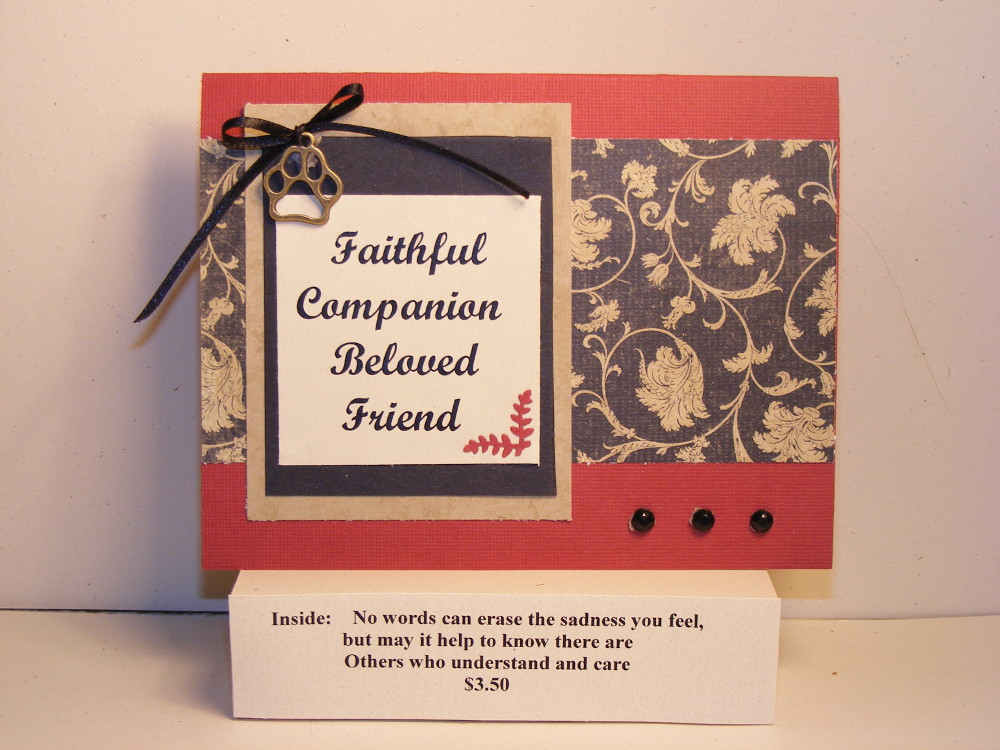 Faithful
Companion
Beloved
Friend
Inside: No words can erase the sadness you feel,
but may it help to know there are
Others who understand and care
$3.50